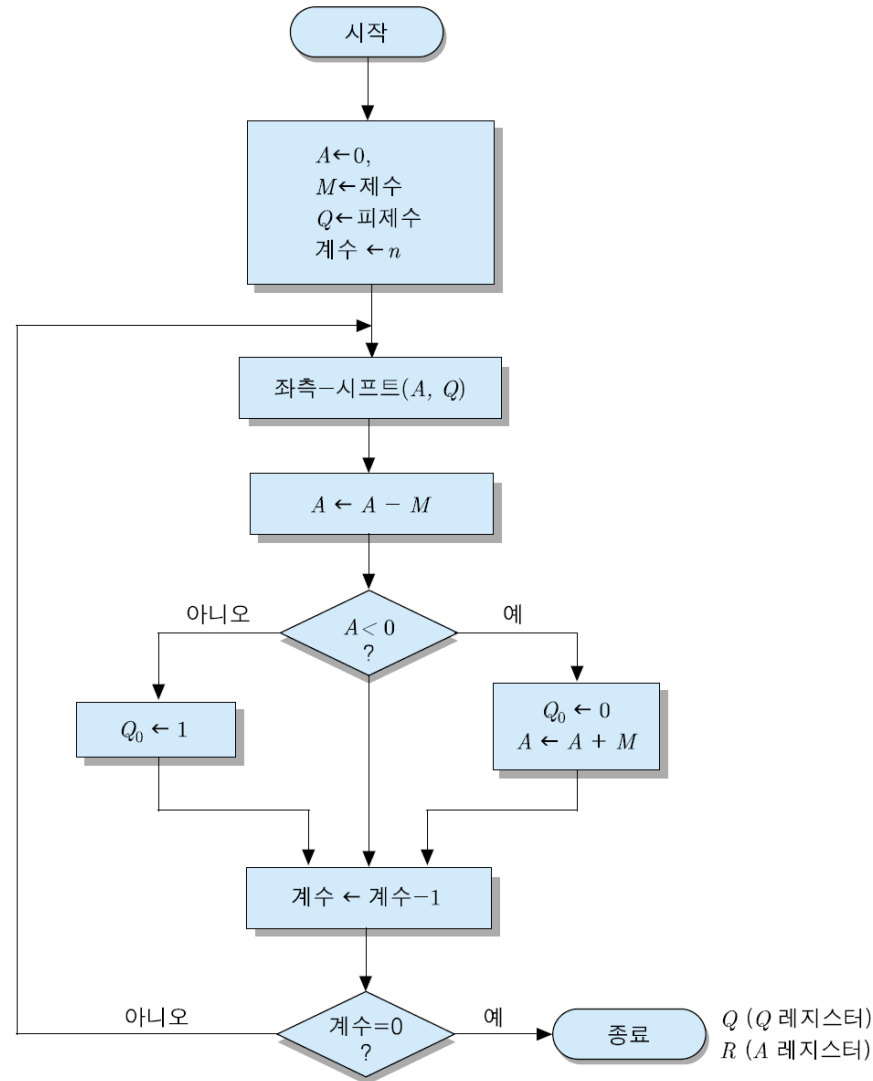 시작
A←0,
M←제수
Q←피제수
계수 ←n
좌측−시프트(A, Q)
A ← A − M
아니오
A< 0
?
예
Q₀ ← 1
Q₀ ← 0
A ← A + M
계수 ← 계수−1
아니오
계수=0
?
예
종료
Q (Q 레지스터)
R (A 레지스터)